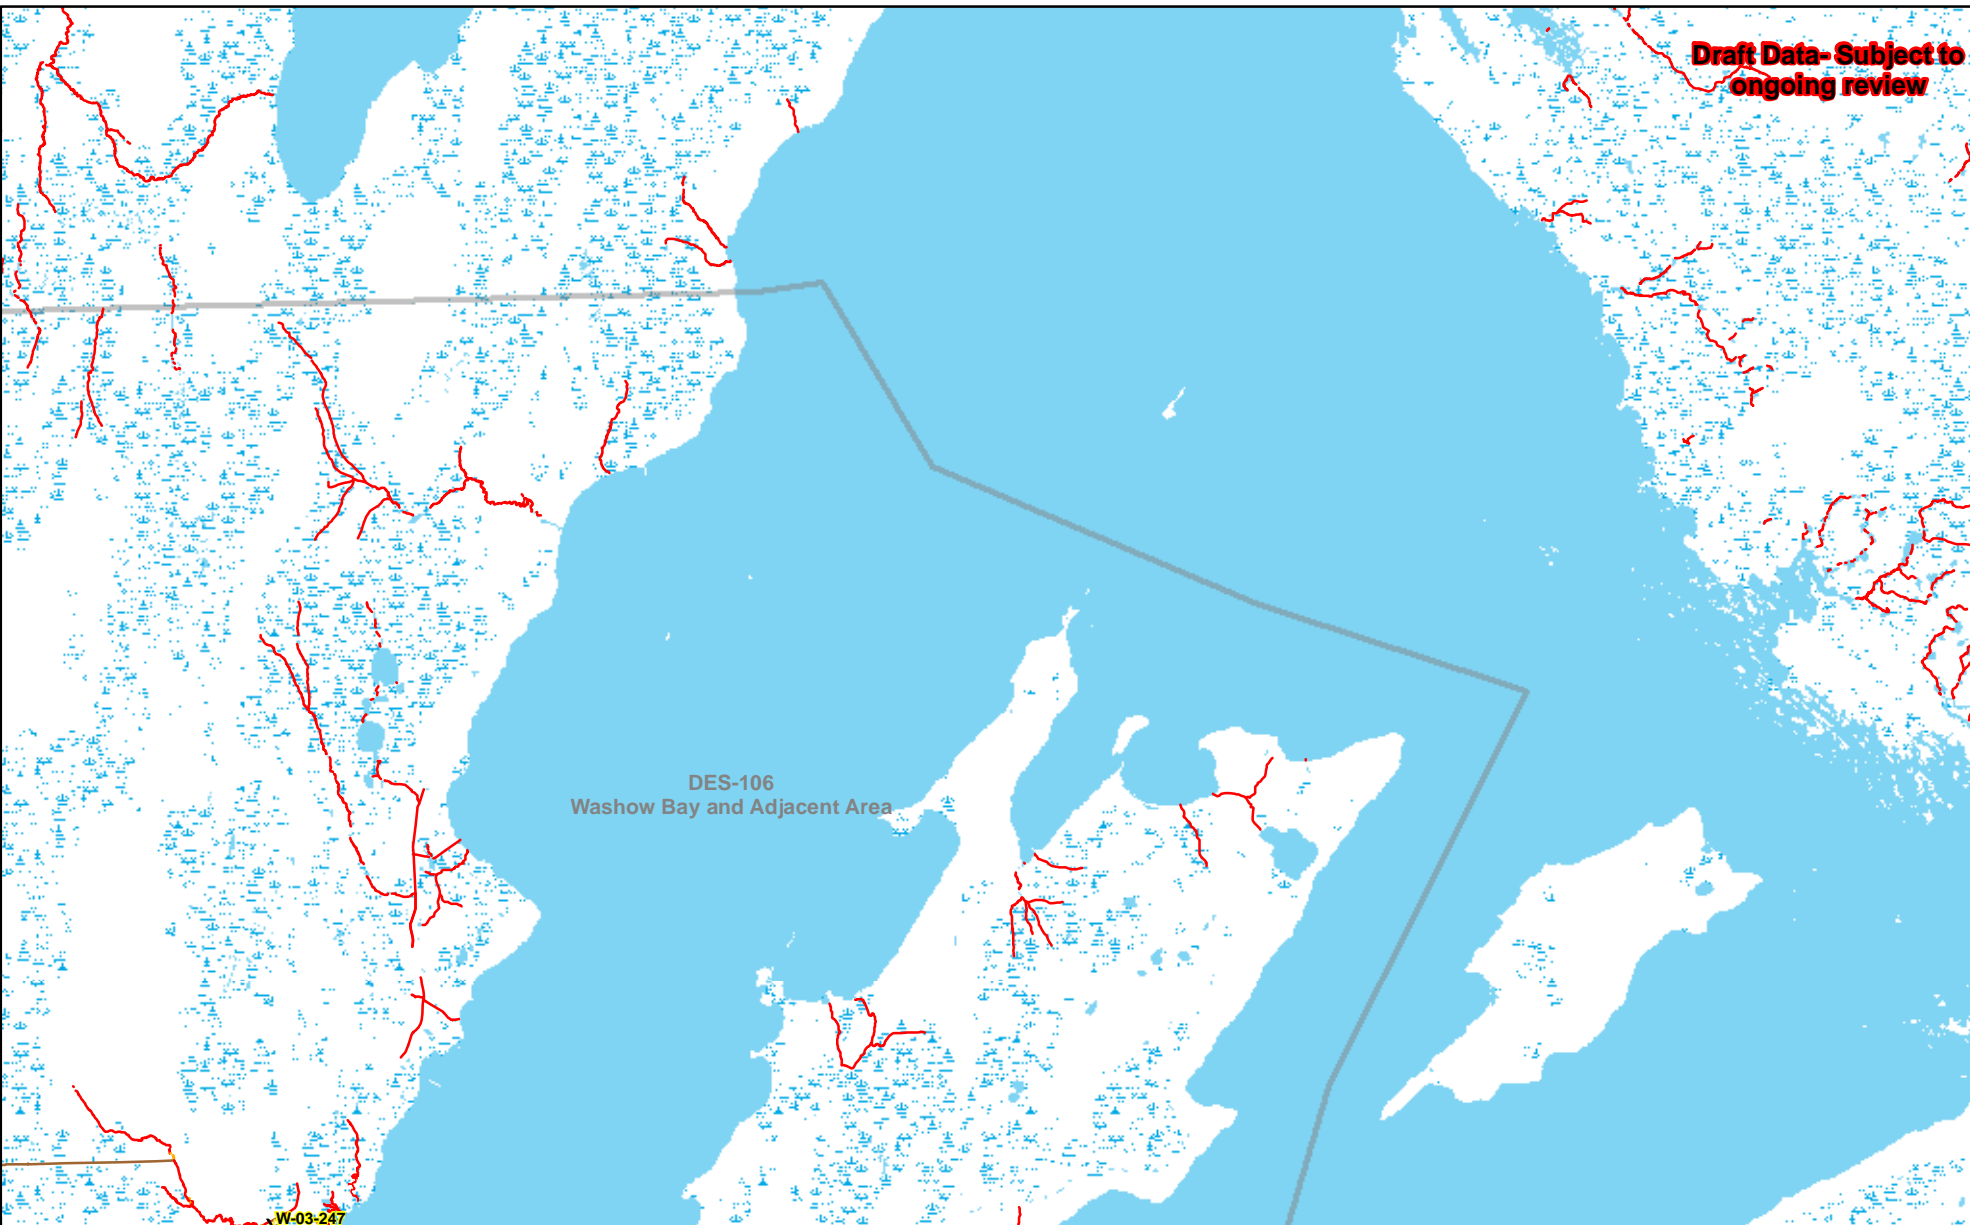 Draft Data- Subject to
ongoing review
DES-106
Washow Bay and Adjacent Area
W-03-247